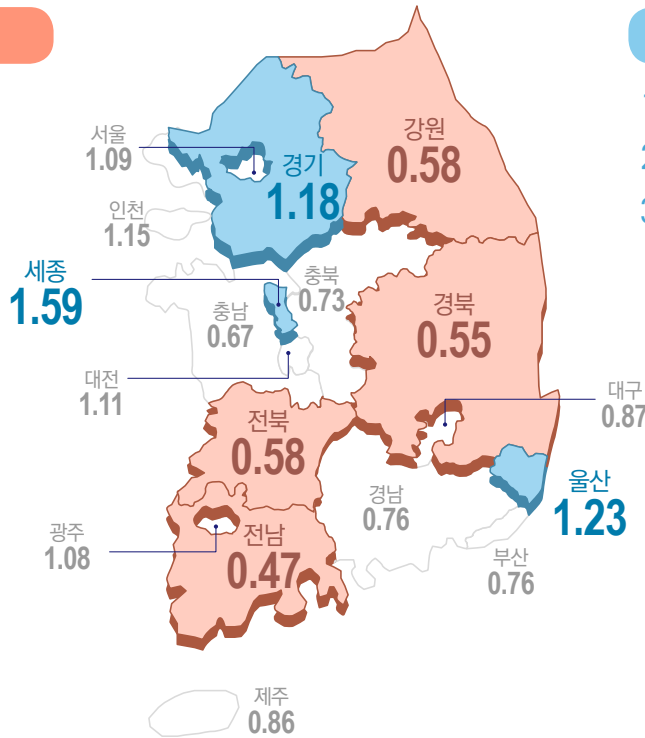 서울
1.09
강원
0.58
경기
1.18
인천
1.15
세종
1.59
충북
0.73
충남
0.67
경북
0.55
대전
1.11
대구
0.87
전북
0.58
경남
0.76
울산
1.23
광주
1.08
전남
0.47
부산
0.76
제주
0.86